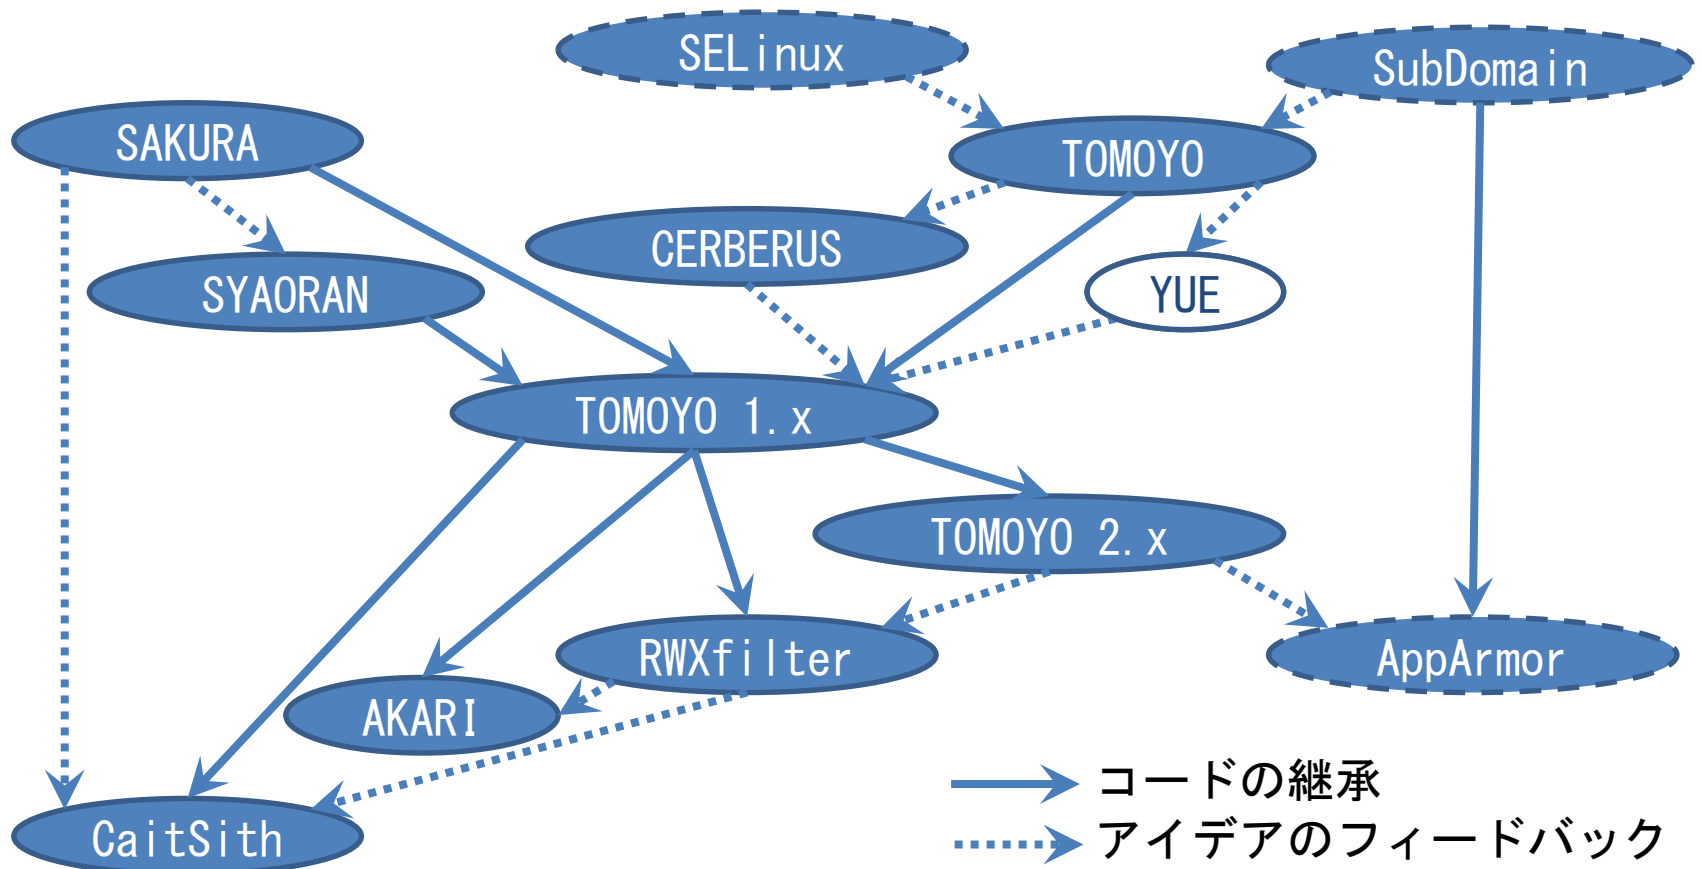 SELinux
SubDomain
SAKURA
TOMOYO
CERBERUS
SYAORAN
YUE
TOMOYO 1.x
TOMOYO 2.x
RWXfilter
AppArmor
AKARI
コードの継承
CaitSith
アイデアのフィードバック